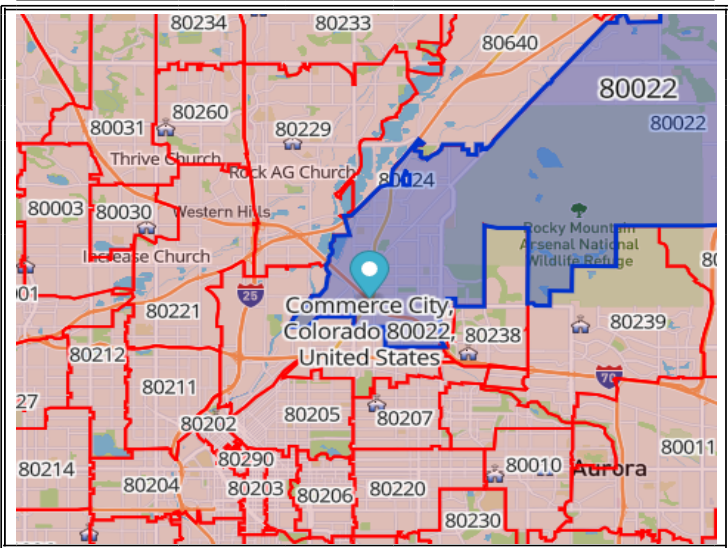 80234
80233
80640
80022
80022
80260
80031
80229
Thrive Church
Rock AG Church
80024
80003
80030
Western Hills
Rocky Mountain
Arsenal National
Wildlife Refuge
Increase Church
25
80221
Commerce City,
Colorado 80022,
United States
80238
80239
80212
80211
76
27
80202
80205
80207
80290
80011
80214
80204
80203
80206
80220
80010
Aurora
80230